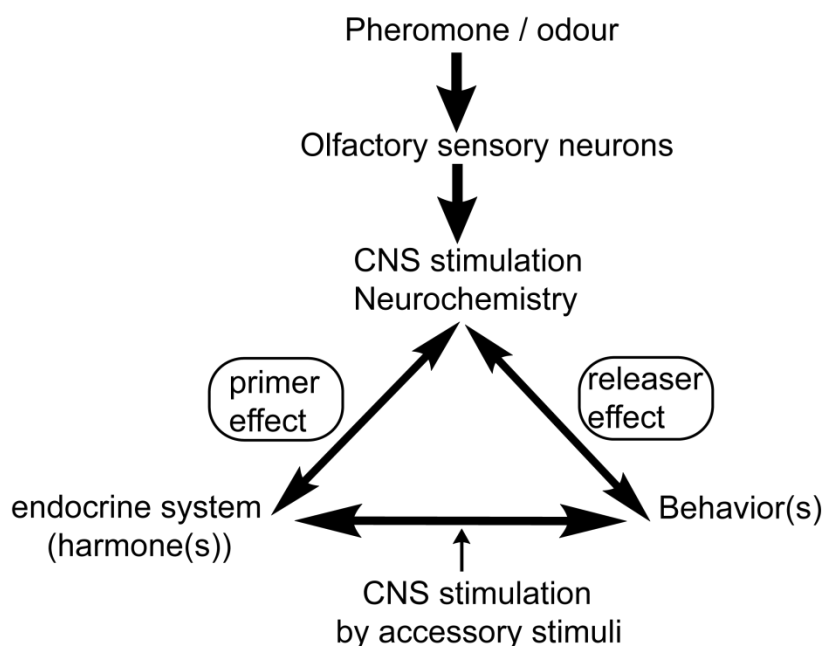 Pheromone / odour
Olfactory sensory neurons
CNS stimulation
Neurochemistry
primer
effect
releaser
effect
endocrine system
(harmone(s))
Behavior(s)
CNS stimulation
by accessory stimuli